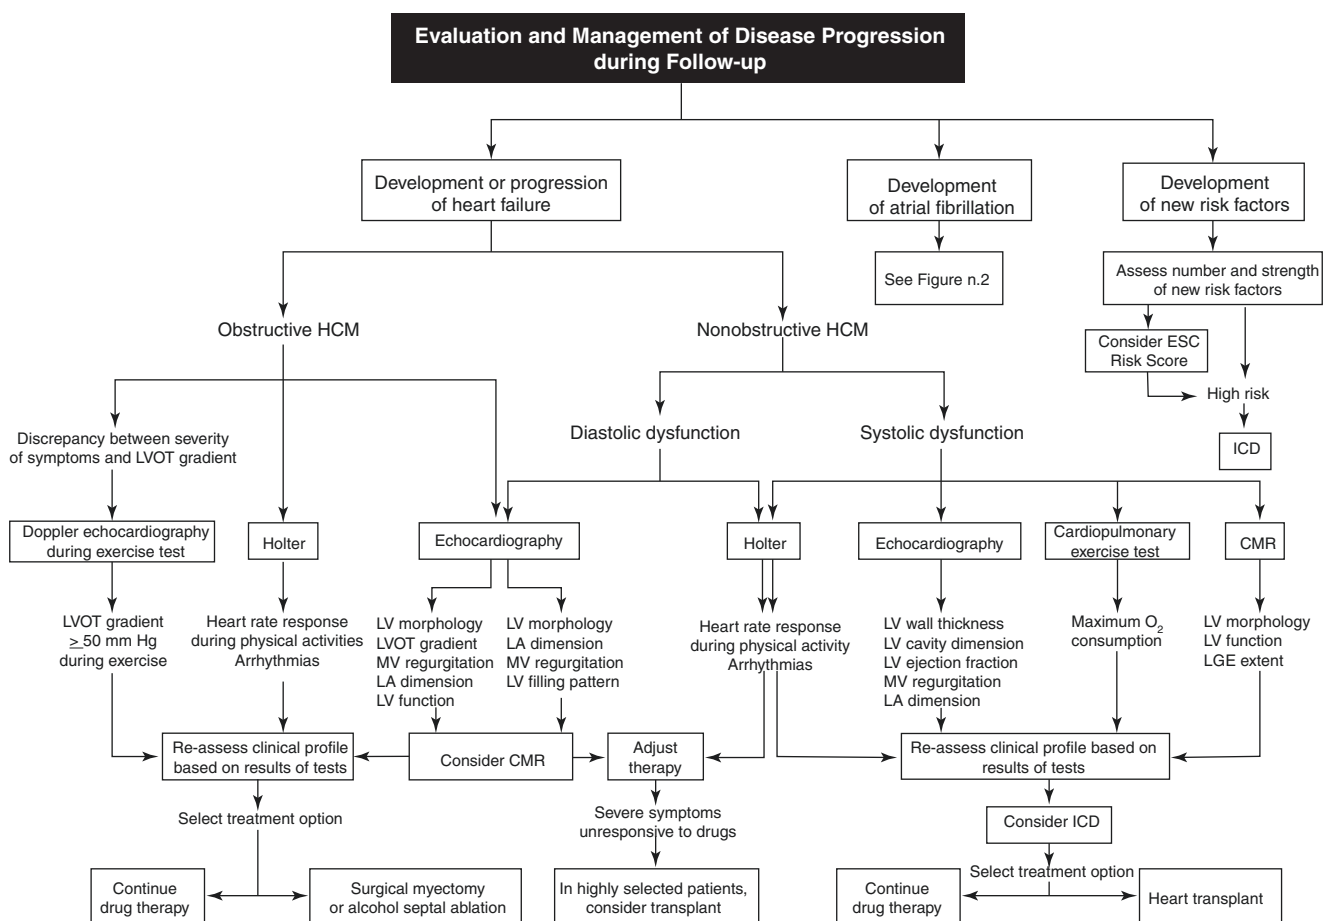 Evaluation and Management of Disease Progression
during Follow-up
Development or progression
of heart failure
Development
of atrial fibrillation
Development
of new risk factors
See Figure n.2
Assess number and strength
of new risk factors
Obstructive HCM
Nonobstructive HCM
Consider ESC
Risk Score
High risk
ICD
Discrepancy between severity
of symptoms and LVOT gradient
Diastolic dysfunction
Systolic dysfunction
Doppler echocardiography
during exercise test
Holter
Echocardiography
Holter
Echocardiography
Cardiopulmonary
exercise test
CMR
LVOT gradient
≥50 mm Hg
during exercise
Heart rate response
during physical activities
Arrhythmias
LV morphology
LVOT gradient
MV regurgitation
LA dimension
LV function
LV morphology
LA dimension
MV regurgitation
LV filling pattern
Heart rate response
during physical activity
Arrhythmias
LV wall thickness
LV cavity dimension
LV ejection fraction
MV regurgitation
LA dimension
Maximum O₂
consumption
LV morphology
LV function
LGE extent
Re-assess clinical profile
based on results of tests
Consider CMR
Adjust
therapy
Re-assess clinical profile based on
results of tests
Select treatment option
Severe symptoms
unresponsive to drugs
Consider ICD
Select treatment option
Continue
drug therapy
Surgical myectomy
or alcohol septal ablation
In highly selected patients,
consider transplant
Continue
drug therapy
Heart transplant